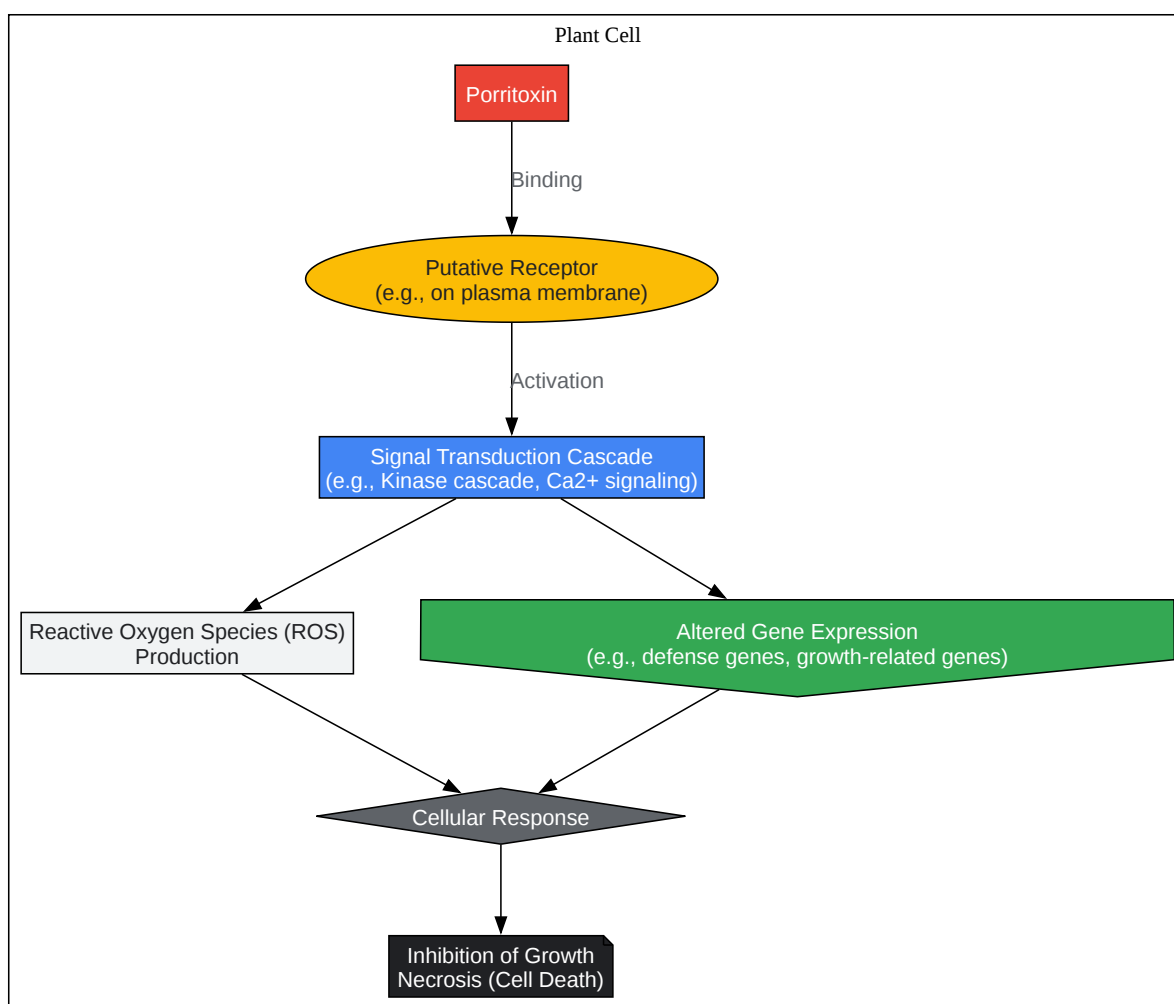 Plant Cell
Porritoxin
Binding
Putative Receptor
(e.g., on plasma membrane)
Activation
Signal Transduction Cascade
(e.g., Kinase cascade, Ca2+ signaling)
Reactive Oxygen Species (ROS)
Production
Altered Gene Expression
(e.g., defense genes, growth-related genes)
Cellular Response
Inhibition of Growth
Necrosis (Cell Death)